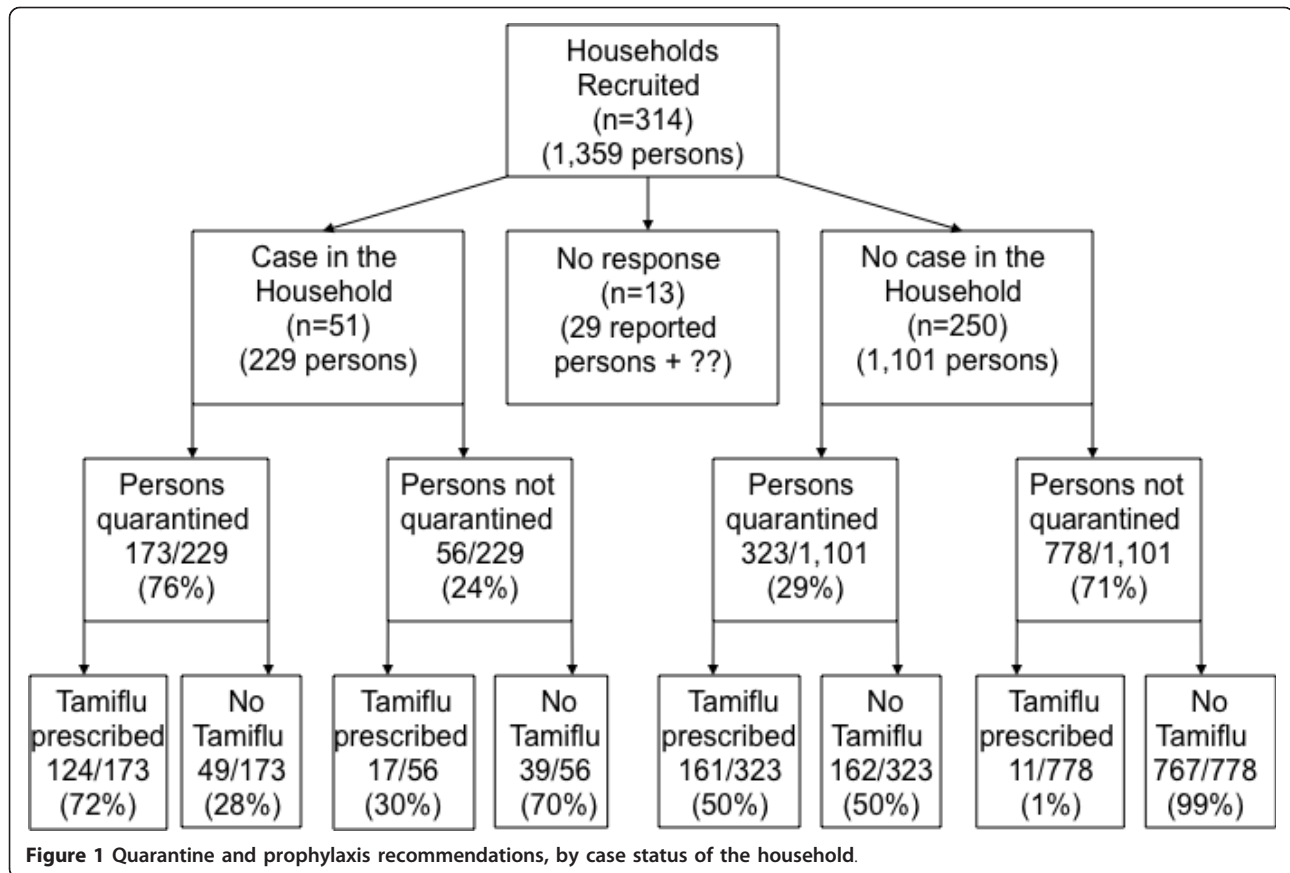 Households
Recruited
(n=314)
(1,359 persons)
Case in the
Household
(n=51)
(229 persons)
No response
(n=13)
(29 reported
persons + ??)
No case in the
Household
(n=250)
(1,101 persons)
Persons
quarantined
173/229
(76%)
Persons not
quarantined
56/229
(24%)
Persons
quarantined
323/1,101
(29%)
Persons not
quarantined
778/1,101
(71%)
Tamiflu
prescribed
124/173
(72%)
No
Tamiflu
49/173
(28%)
Tamiflu
prescribed
17/56
(30%)
No
Tamiflu
39/56
(70%)
Tamiflu
prescribed
161/323
(50%)
No
Tamiflu
162/323
(50%)
Tamiflu
prescribed
11/778
(1%)
No
Tamiflu
767/778
(99%)
Figure 1 Quarantine and prophylaxis recommendations, by case status of the household.